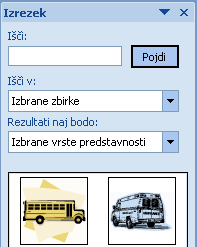 Izrezek
Išči:
Pojdi
Išči v:
Izbrane zbirke
Rezultati naj bodo:
Izbrane vrste predstavnosti